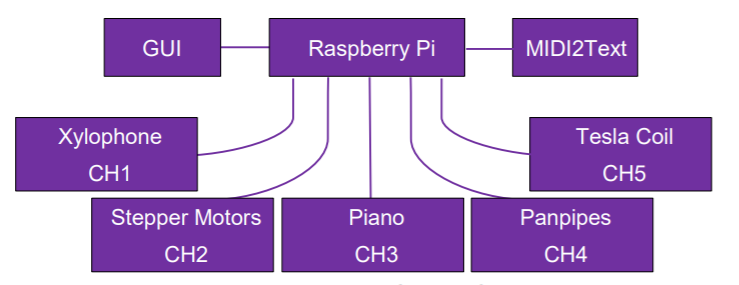 GUI
Raspberry Pi
MIDI2Text
Xylophone
CH1
Tesla Coil
CH5
Stepper Motors
CH2
Piano
CH3
Panpipes
CH4